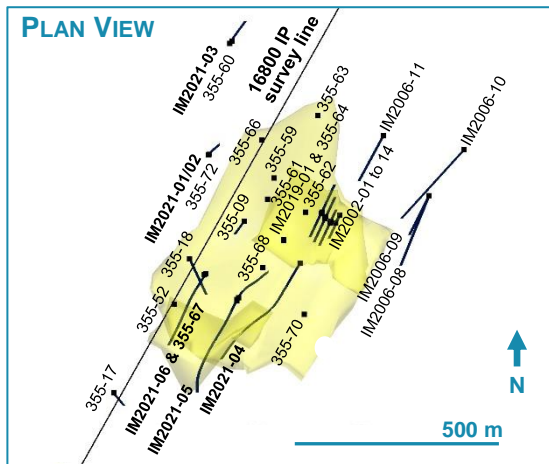 PLAN VIEW
IM2021-03
355-60
16800 IP
survey line
355-63
IM2006-11
IM2006-10
355-66
355-59
355-61
IM2019-01 & 355-64
355-62
IM2021-01/02
355-72
355-09
IM2002-01 to 14
355-18
355-68
IM2006-09
IM2006-08
355-52
355-17
IM2021-06 & 355-67
IM2021-05
IM2021-04
355-70
N
500 m